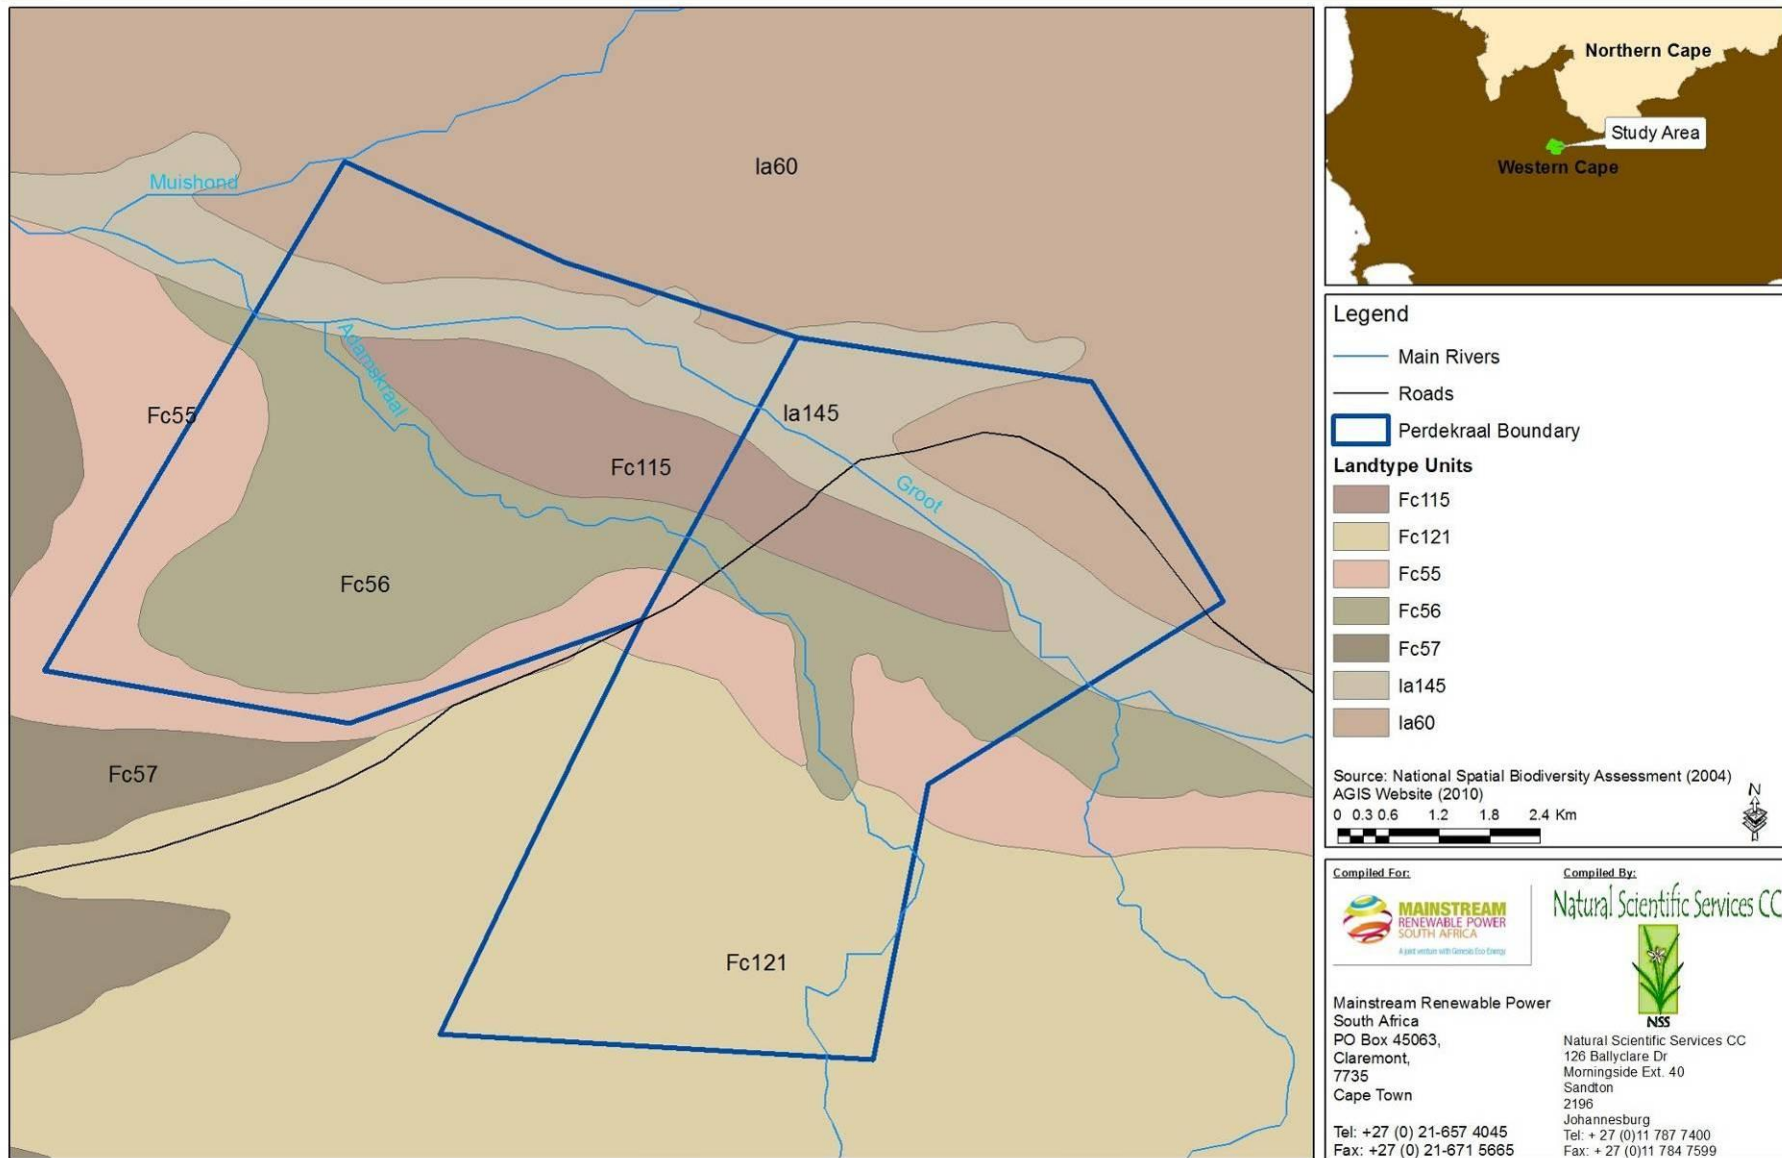 Ia60
Muishond
Adamskraal
Fc55
Ia145
Fc115
Groot
Fc56
Fc57
Fc121
Northern Cape
Study Area
Western Cape
Legend
Main Rivers
Roads
Perdekraal Boundary
Landtype Units
Fc115
Fc121
Fc55
Fc56
Fc57
Ia145
Ia60
Source: National Spatial Biodiversity Assessment (2004)
AGIS Website (2010)
N
0 0.3 0.6 1.2 1.8 2.4 Km
Compiled For:
MAINSTREAM
RENEWABLE POWER
SOUTH AFRICA
A joint venture with Genesis Eco-Energy
Mainstream Renewable Power
South Africa
PO Box 45063,
Claremont,
7735
Cape Town
Tel: +27 (0) 21-657 4045
Fax: +27 (0) 21-671 5665
Compiled By:
Natural Scientific Services CC
NSS
Natural Scientific Services CC
126 Ballyclare Dr
Morningside Ext. 40
Sandton
2196
Johannesburg
Tel: + 27 (0)11 787 7400
Fax: + 27 (0)11 784 7599